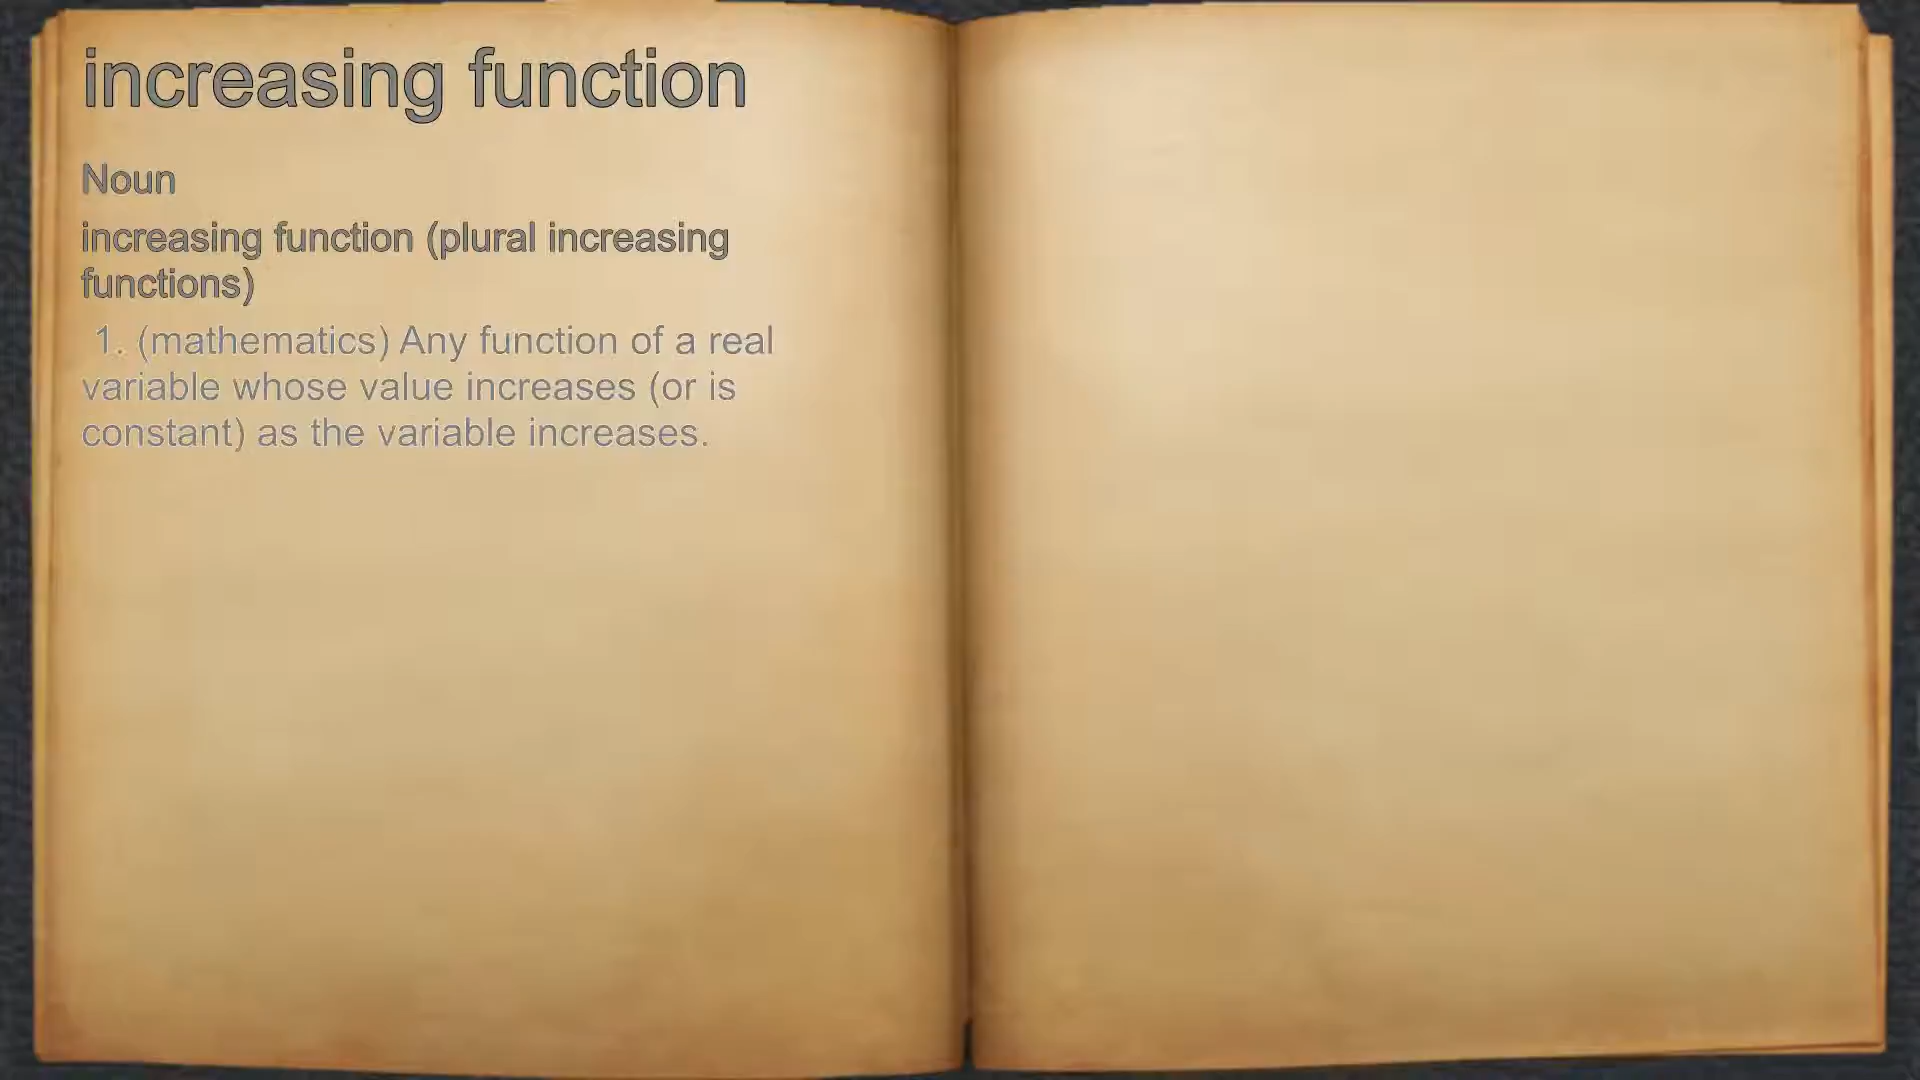 increasing function
Noun
increasing function (plural increasing
functions)
1. (mathematics) Any function of a real
variable whose value increases (or is
constant) as the variable increases.